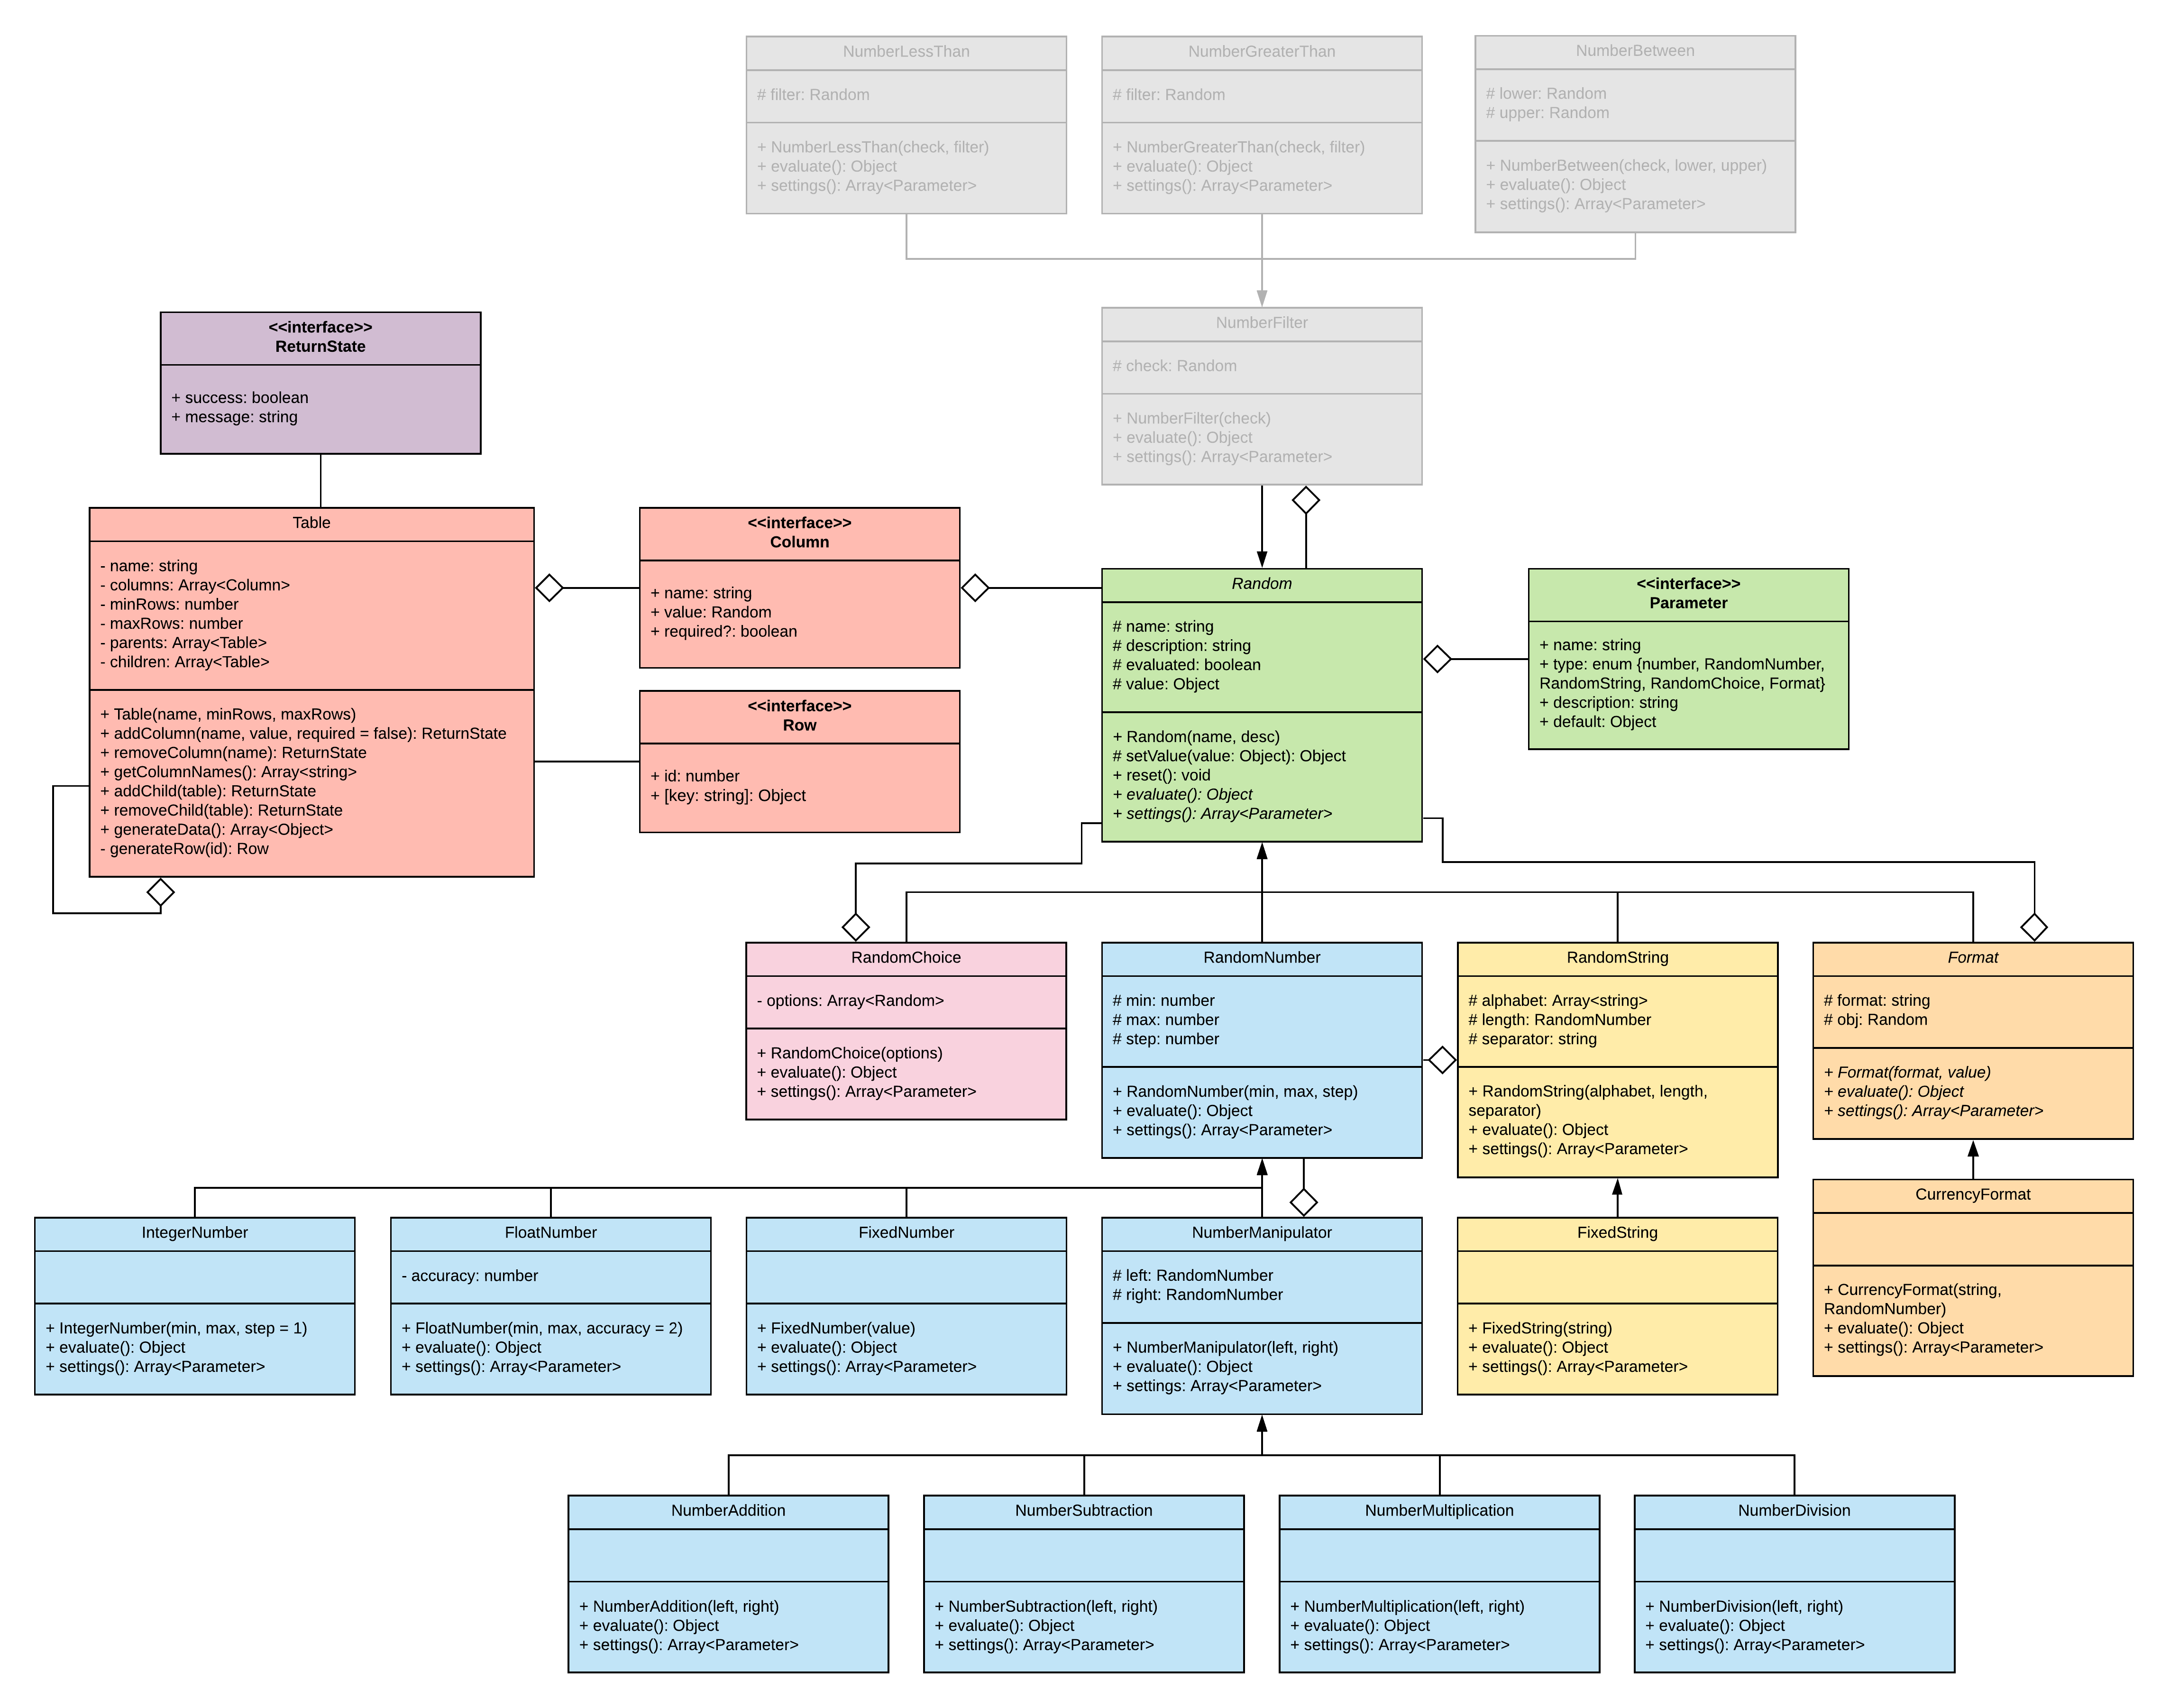 NumberLessThan
# filter: Random
+ NumberLessThan(check, filter)
+ evaluate(): Object
+ settings(): Array<Parameter>
NumberGreaterThan
# filter: Random
+ NumberGreaterThan(check, filter)
+ evaluate(): Object
+ settings(): Array<Parameter>
NumberBetween
# lower: Random
# upper: Random
+ NumberBetween(check, lower, upper)
+ evaluate(): Object
+ settings(): Array<Parameter>
NumberFilter
# check: Random
+ NumberFilter(check)
+ evaluate(): Object
+ settings(): Array<Parameter>
<<interface>>
ReturnState
+ success: boolean
+ message: string
Table
- name: string
- columns: Array<Column>
- minRows: number
- maxRows: number
- parents: Array<Table>
- children: Array<Table>
+ Table(name, minRows, maxRows)
+ addColumn(name, value, required = false): ReturnState
+ removeColumn(name): ReturnState
+ getColumnNames(): Array<string>
+ addChild(table): ReturnState
+ removeChild(table): ReturnState
+ generateData(): Array<Object>
- generateRow(id): Row
<<interface>>
Column
+ name: string
+ value: Random
+ required?: boolean
<<interface>>
Row
+ id: number
+ [key: string]: Object
Random
# name: string
# description: string
# evaluated: boolean
# value: Object
+ Random(name, desc)
# setValue(value: Object): Object
+ reset(): void
+ evaluate(): Object
+ settings(): Array<Parameter>
<<interface>>
Parameter
+ name: string
+ type: enum {number, RandomNumber,
RandomString, RandomChoice, Format}
+ description: string
+ default: Object
RandomChoice
- options: Array<Random>
+ RandomChoice(options)
+ evaluate(): Object
+ settings(): Array<Parameter>
RandomNumber
# min: number
# max: number
# step: number
+ RandomNumber(min, max, step)
+ evaluate(): Object
+ settings(): Array<Parameter>
RandomString
# alphabet: Array<string>
# length: RandomNumber
# separator: string
+ RandomString(alphabet, length,
separator)
+ evaluate(): Object
+ settings(): Array<Parameter>
Format
# format: string
# obj: Random
+ Format(format, value)
+ evaluate(): Object
+ settings(): Array<Parameter>
IntegerNumber
+ IntegerNumber(min, max, step = 1)
+ evaluate(): Object
+ settings(): Array<Parameter>
FloatNumber
- accuracy: number
+ FloatNumber(min, max, accuracy = 2)
+ evaluate(): Object
+ settings(): Array<Parameter>
FixedNumber
+ FixedNumber(value)
+ evaluate(): Object
+ settings(): Array<Parameter>
NumberManipulator
# left: RandomNumber
# right: RandomNumber
+ NumberManipulator(left, right)
+ evaluate(): Object
+ settings: Array<Parameter>
FixedString
+ FixedString(string)
+ evaluate(): Object
+ settings(): Array<Parameter>
CurrencyFormat
+ CurrencyFormat(string,
RandomNumber)
+ evaluate(): Object
+ settings(): Array<Parameter>
NumberAddition
+ NumberAddition(left, right)
+ evaluate(): Object
+ settings(): Array<Parameter>
NumberSubtraction
+ NumberSubtraction(left, right)
+ evaluate(): Object
+ settings(): Array<Parameter>
NumberMultiplication
+ NumberMultiplication(left, right)
+ evaluate(): Object
+ settings(): Array<Parameter>
NumberDivision
+ NumberDivision(left, right)
+ evaluate(): Object
+ settings(): Array<Parameter>